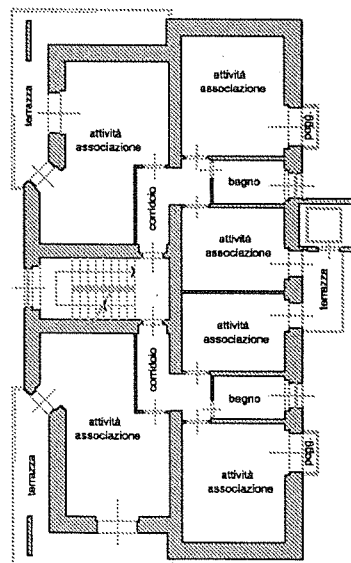 terrazza
attività
associazione
attività
associazione
pogg.
corridoio
bagno
attività
associazione
terrazza
attività
associazione
corridoio
bagno
attività
associazione
attività
associazione
pogg.
terrazza